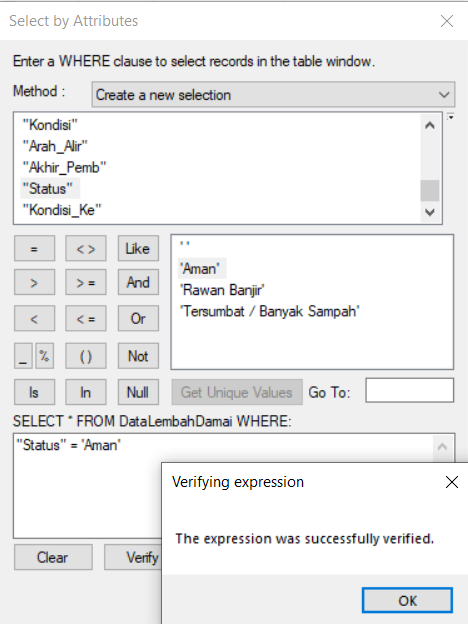 Select by Attributes
Enter a WHERE clause to select records in the table window.
Method : Create a new selection
"Kondisi"
"Arah_Alir"
"Akhir_Pemb"
"Status"
"Kondisi_Ke"
= < > Like
> > = And
< < = Or
_ % ( ) Not
Is In Null
' '
'Aman'
'Rawan Banjir'
'Tersumbat / Banyak Sampah'
Get Unique Values Go To:
SELECT * FROM DataLembahDamai WHERE:
"Status" = 'Aman'
Clear Verify
Verifying expression
The expression was successfully verified.
OK